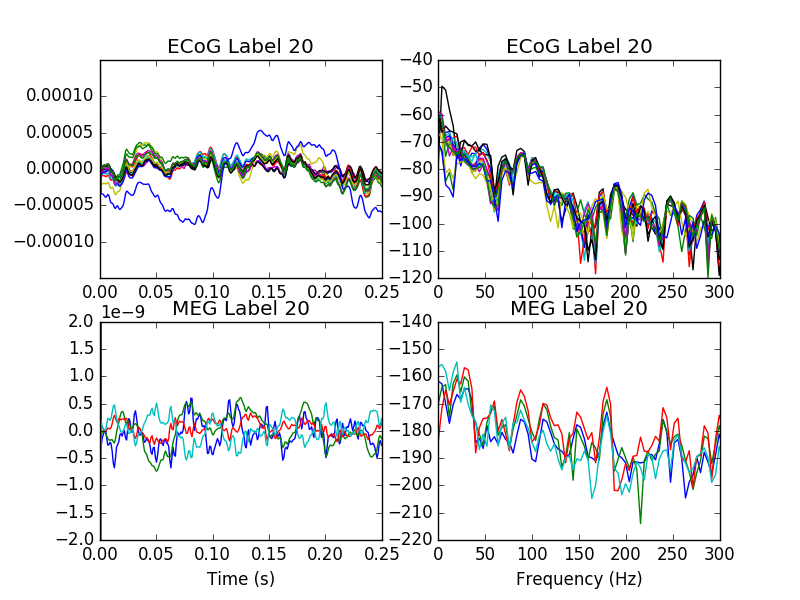 ECoG Label 20
0.00010
0.00005
0.00000
−0.00005
−0.00010
0.00 0.05 0.10 0.15 0.20 0.25
ECoG Label 20
−40
−50
−60
−70
−80
−90
−100
−110
−120
0 50 100 150 200 250 300
MEG Label 20
1e−9
2.0
1.5
1.0
0.5
0.0
−0.5
−1.0
−1.5
−2.0
0.00 0.05 0.10 0.15 0.20 0.25
Time (s)
MEG Label 20
−140
−150
−160
−170
−180
−190
−200
−210
−220
0 50 100 150 200 250 300
Frequency (Hz)